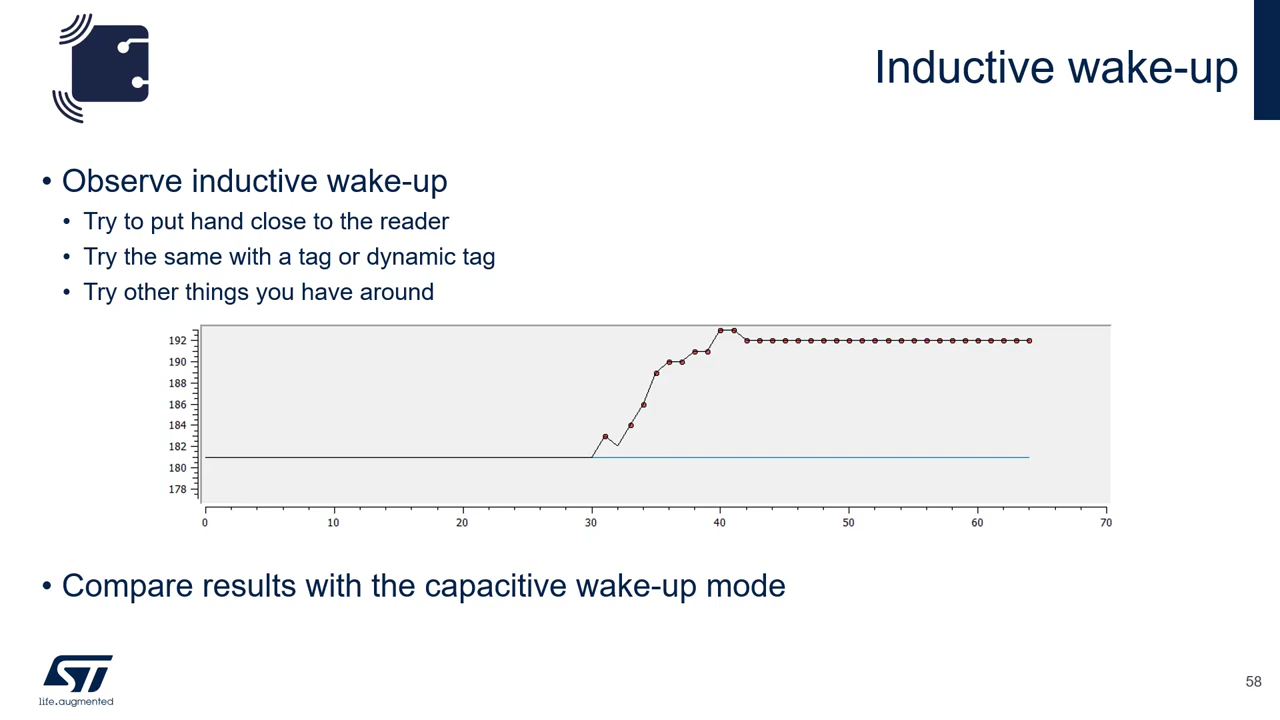 Inductive wake-up
• Observe inductive wake-up
• Try to put hand close to the reader
• Try the same with a tag or dynamic tag
• Try other things you have around
192
190
188
186
184
182
180
178
0 10 20 30 40 50 60 70
• Compare results with the capacitive wake-up mode
ST
life.augmented
58